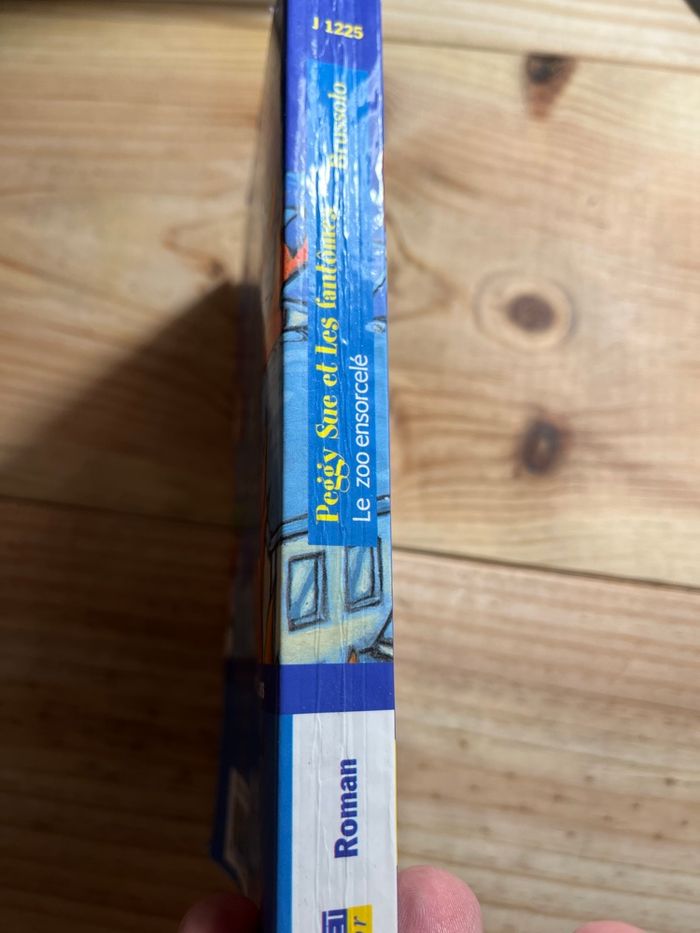 J 1225
Peggy Sue et les fantômes Brussolo
Le zoo ensorcelé
Roman